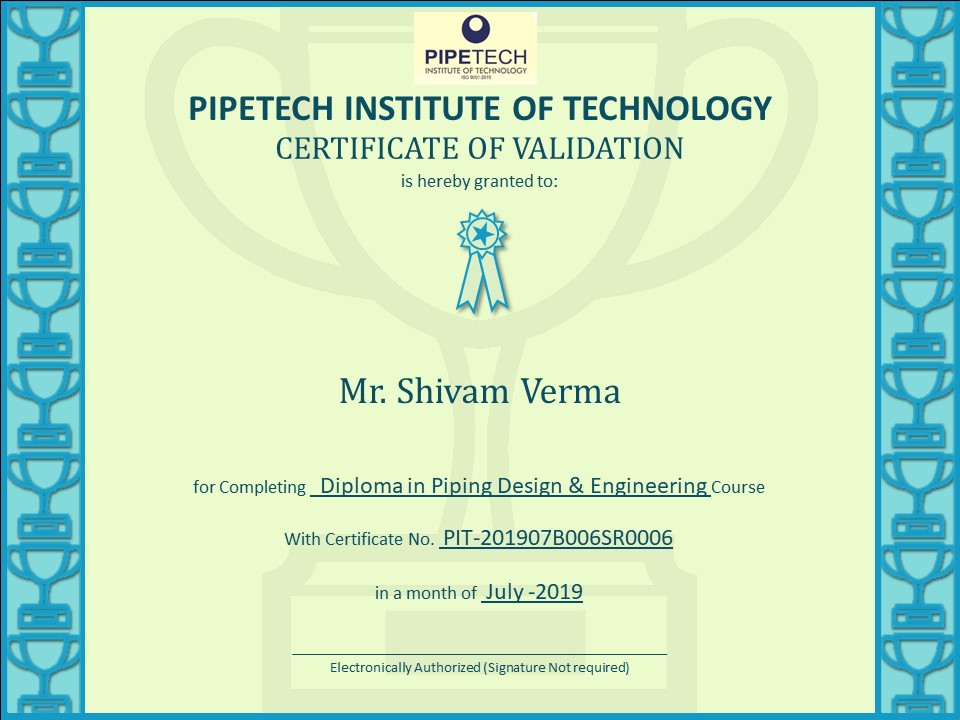 PIPETECH
INSTITUTE OF TECHNOLOGY
ISO 9001:2015
PIPETECH INSTITUTE OF TECHNOLOGY
CERTIFICATE OF VALIDATION
is hereby granted to:
Mr. Shivam Verma
for Completing Diploma in Piping Design & Engineering Course
With Certificate No. PIT-201907B006SR0006
in a month of July -2019
Electronically Authorized (Signature Not required)